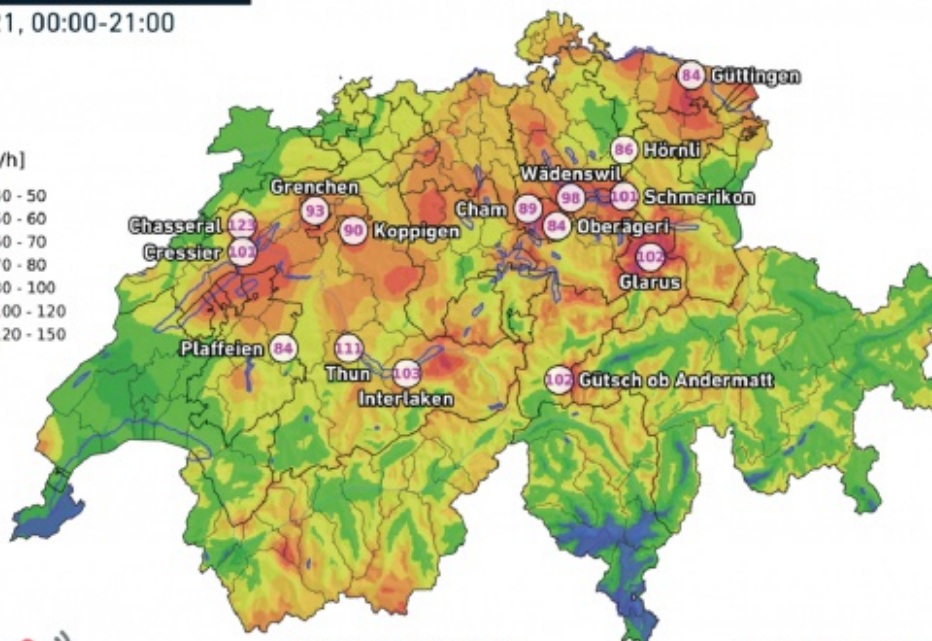 21, 00:00-21:00
/h]
40 - 50
50 - 60
60 - 70
70 - 80
80 - 100
100 - 120
120 - 150
84 Güttingen
86 Hörnli
Wädenswil
98
101 Schmerikon
Cham 89
84 Oberägeri
102
Glarus
Grenchen
93
Chasseral 123
90 Koppigen
Cressier 101
Plaffeien 84
111
Thun
103
Interlaken
102 Gütsch ob Andermatt